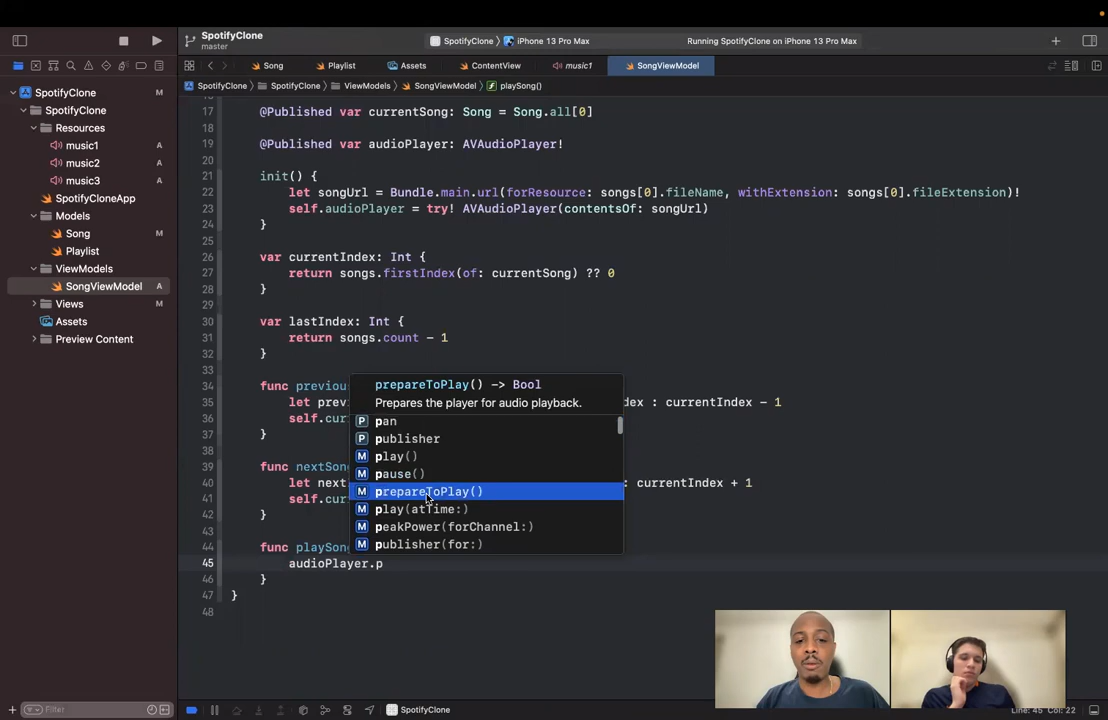 SpotifyClone
master
SpotifyClone
iPhone 13 Pro Max
Running SpotifyClone on iPhone 13 Pro Max
Song
Playlist
Assets
ContentView
music1
SongViewModel
SpotifyClone
SpotifyClone
ViewModels
SongViewModel
playSong()
SpotifyClone M
SpotifyClone
Resources
music1 A
music2 A
music3 A
SpotifyCloneApp
Models
Song M
Playlist
ViewModels
SongViewModel A
Views M
Assets
Preview Content
17 @Published var currentSong: Song = Song.all[0]
18
19 @Published var audioPlayer: AVAudioPlayer!
20
21 init() {
22 let songUrl = Bundle.main.url(forResource: songs[0].fileName, withExtension: songs[0].fileExtension)!
23 self.audioPlayer = try! AVAudioPlayer(contentsOf: songUrl)
24 }
25
26 var currentIndex: Int {
27 return songs.firstIndex(of: currentSong) ?? 0
28 }
29
30 var lastIndex: Int {
31 return songs.count - 1
32 }
33
34 func previou
35 let prev dex : currentIndex - 1
36 self.cur
37 }
38
39 func nextSong
40 let next : currentIndex + 1
41 self.cur
42 }
43
44 func playSong
45 audioPlayer.p
46 }
47 }
48
prepareToPlay() -> Bool
Prepares the player for audio playback.
P pan
P publisher
M play()
M pause()
M prepareToPlay()
M play(atTime:)
M peakPower(forChannel:)
M publisher(for:)
Filter
SpotifyClone
Line: 45 Col: 22